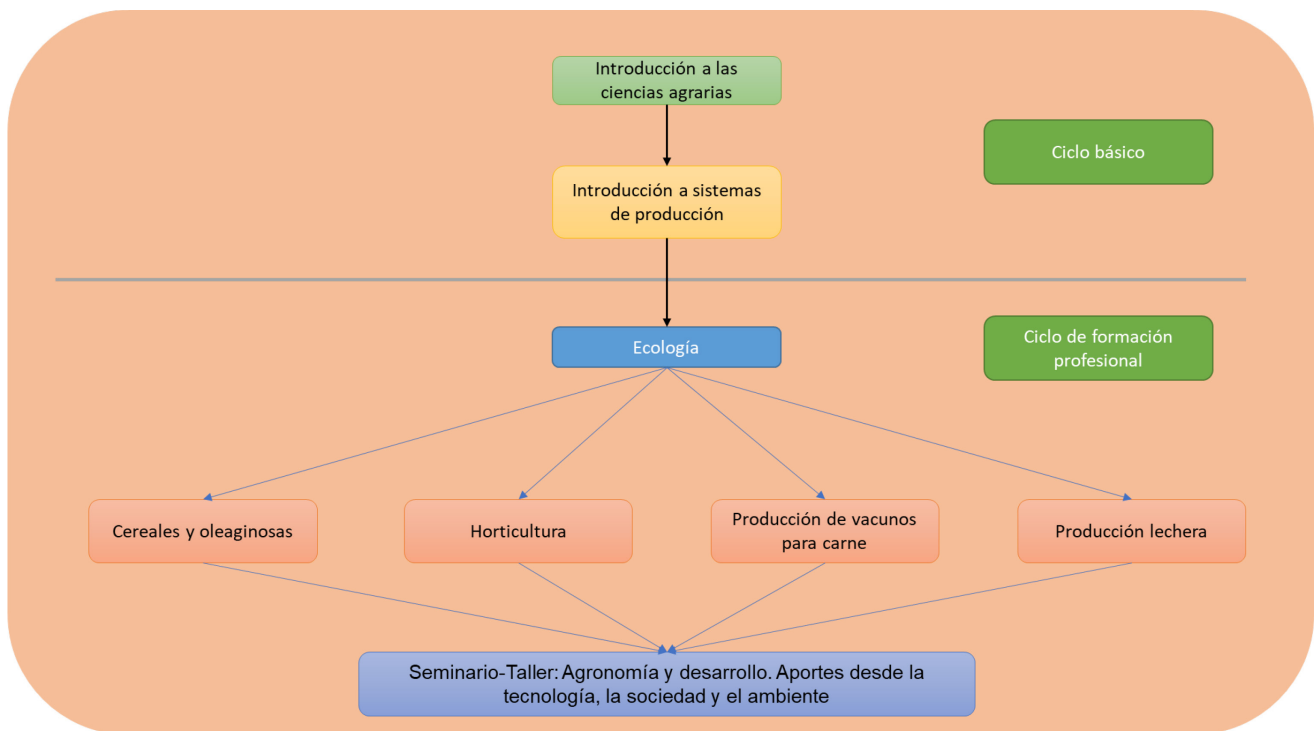 Introducción a las
ciencias agrarias
Ciclo básico
Introducción a sistemas
de producción
Ecología
Ciclo de formación
profesional
Cereales y oleaginosas
Horticultura
Producción de vacunos
para carne
Producción lechera
Seminario-Taller: Agronomía y desarrollo. Aportes desde la
tecnología, la sociedad y el ambiente